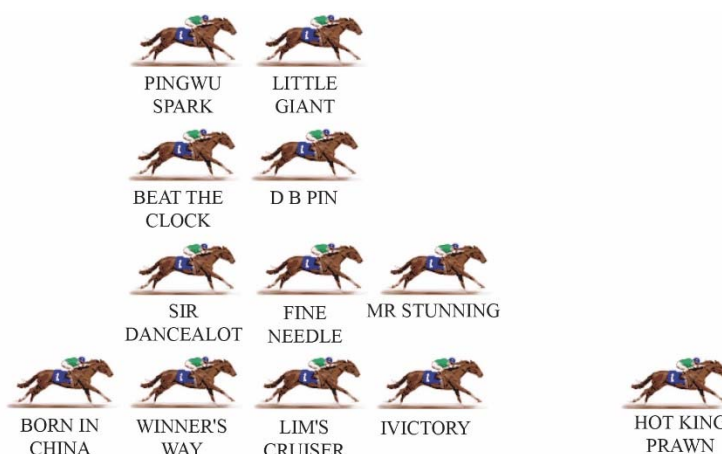 PINGWU LITTLE
SPARK GIANT
BEAT THE D B PIN
CLOCK
SIR FINE MR STUNNING
DANCEALOT NEEDLE
BORN IN WINNER'S LIM'S IVICTORY HOT KING
CHINA WAY CRUISER PRAWN